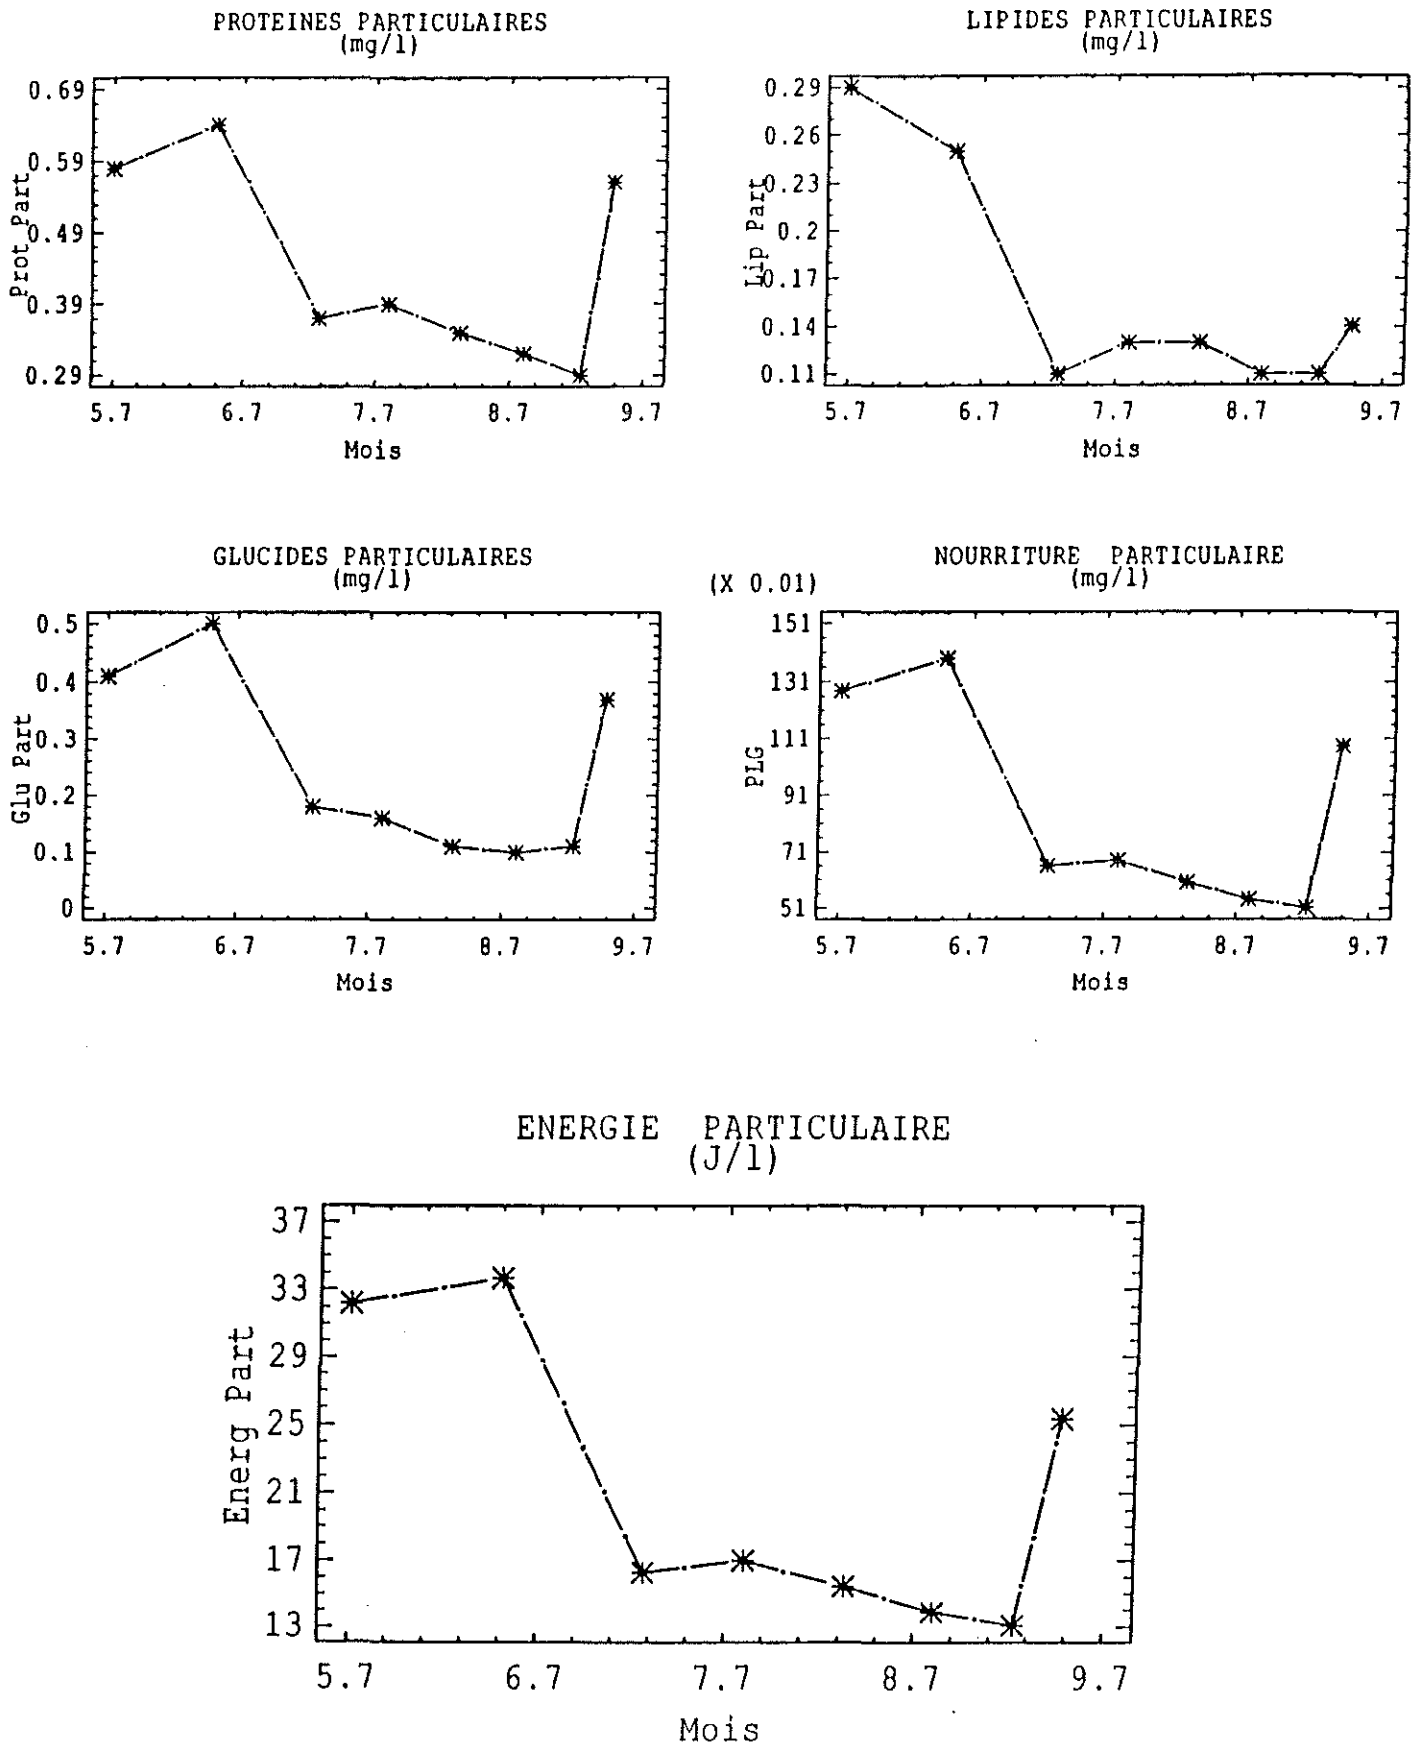 PROTEINES PARTICULAIRES
(mg/l)
Prot Part
0.69
0.59
0.49
0.39
0.29
5.7 6.7 7.7 8.7 9.7
Mois
LIPIDES PARTICULAIRES
(mg/l)
Lip Part
0.29
0.26
0.23
0.2
0.17
0.14
0.11
5.7 6.7 7.7 8.7 9.7
Mois
GLUCIDES PARTICULAIRES
(mg/l)
Glu Part
0.5
0.4
0.3
0.2
0.1
0
5.7 6.7 7.7 8.7 9.7
Mois
NOURRITURE PARTICULAIRE
(mg/l)
(X 0.01)
PLG
151
131
111
91
71
51
5.7 6.7 7.7 8.7 9.7
Mois
ENERGIE PARTICULAIRE
(J/l)
Energ Part
37
33
29
25
21
17
13
5.7 6.7 7.7 8.7 9.7
Mois